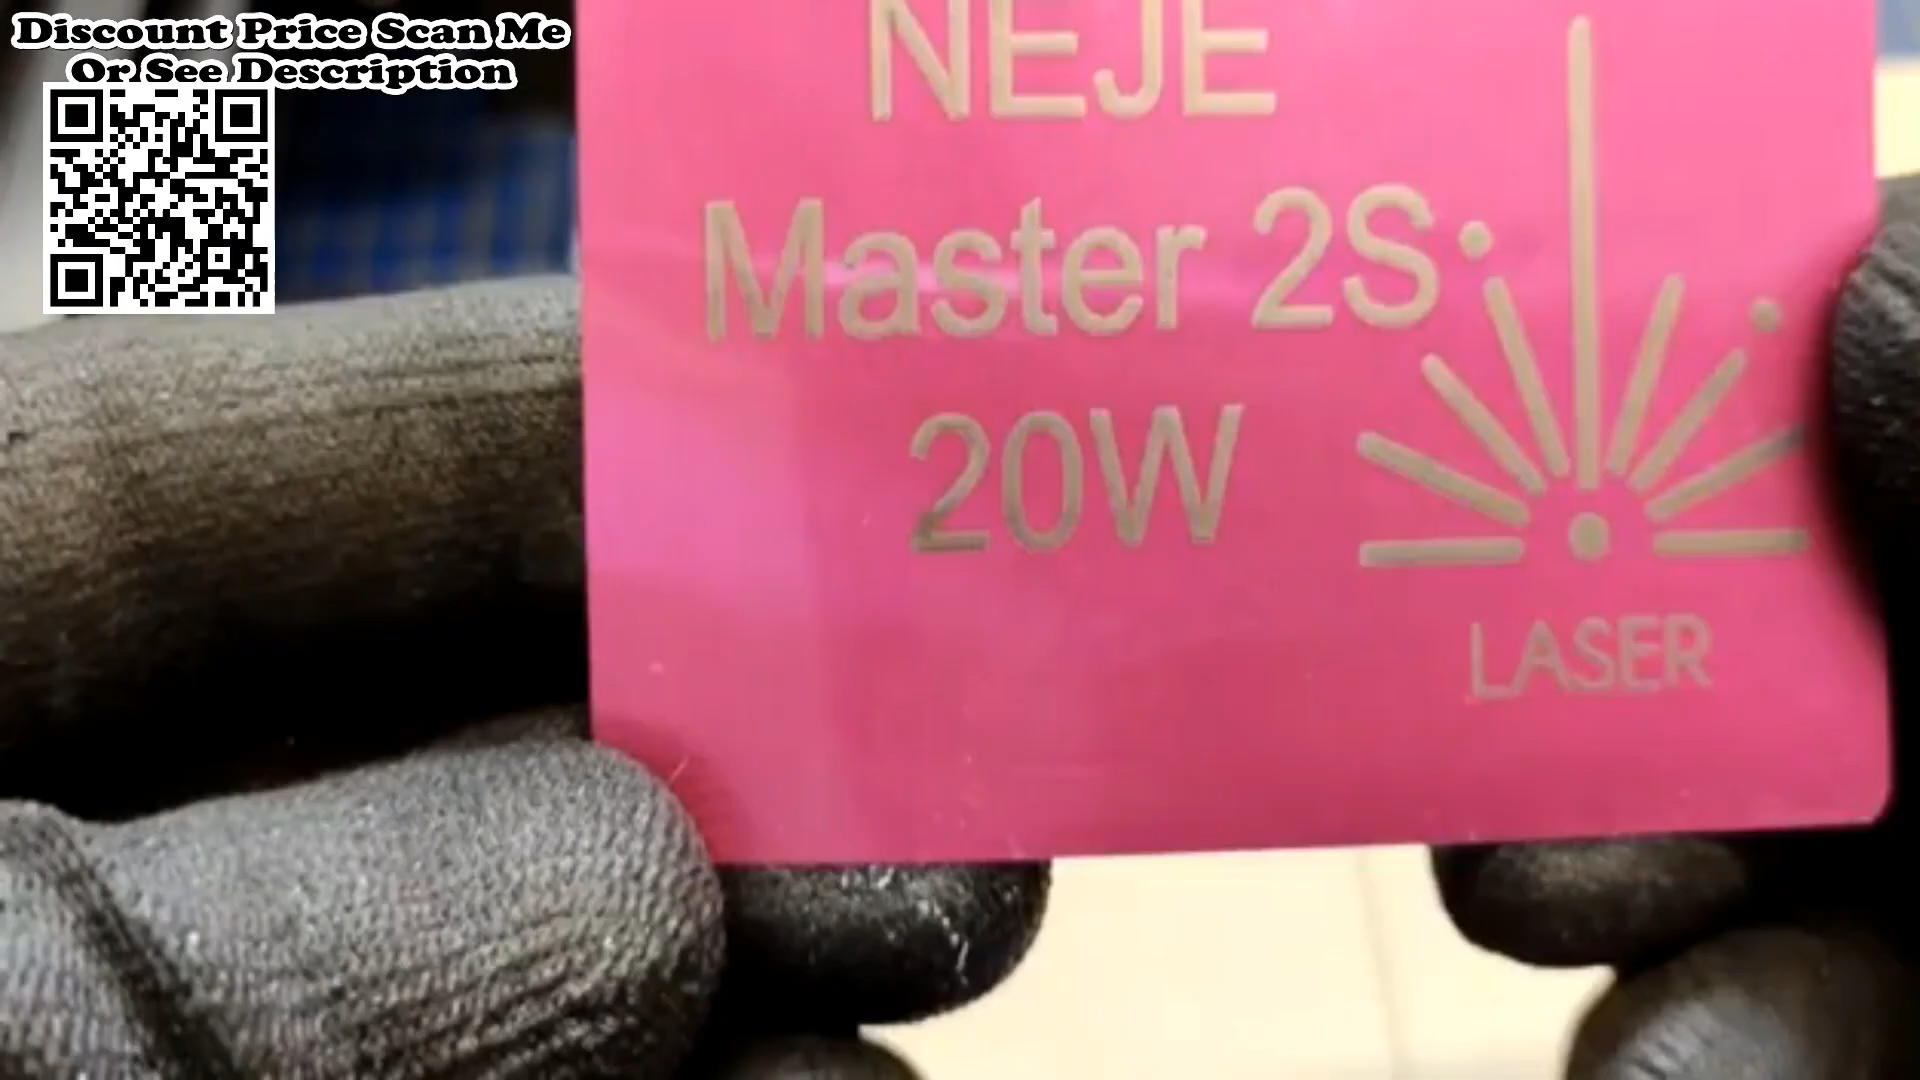 Discount Price Scan Me
Or See Description
NEJE
Master 2S
20W
LASER